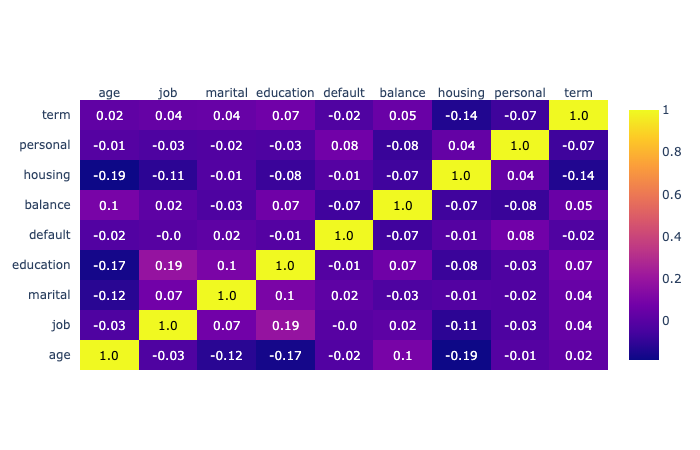 age job marital education default balance housing personal term
term 0.02 0.04 0.04 0.07 -0.02 0.05 -0.14 -0.07 1.0
personal -0.01 -0.03 -0.02 -0.03 0.08 -0.08 0.04 1.0 -0.07
housing -0.19 -0.11 -0.01 -0.08 -0.01 -0.07 1.0 0.04 -0.14
balance 0.1 0.02 -0.03 0.07 -0.07 1.0 -0.07 -0.08 0.05
default -0.02 -0.0 0.02 -0.01 1.0 -0.07 -0.01 0.08 -0.02
education -0.17 0.19 0.1 1.0 -0.01 0.07 -0.08 -0.03 0.07
marital -0.12 0.07 1.0 0.1 0.02 -0.03 -0.01 -0.02 0.04
job -0.03 1.0 0.07 0.19 -0.0 0.02 -0.11 -0.03 0.04
age 1.0 -0.03 -0.12 -0.17 -0.02 0.1 -0.19 -0.01 0.02
1
0.8
0.6
0.4
0.2
0